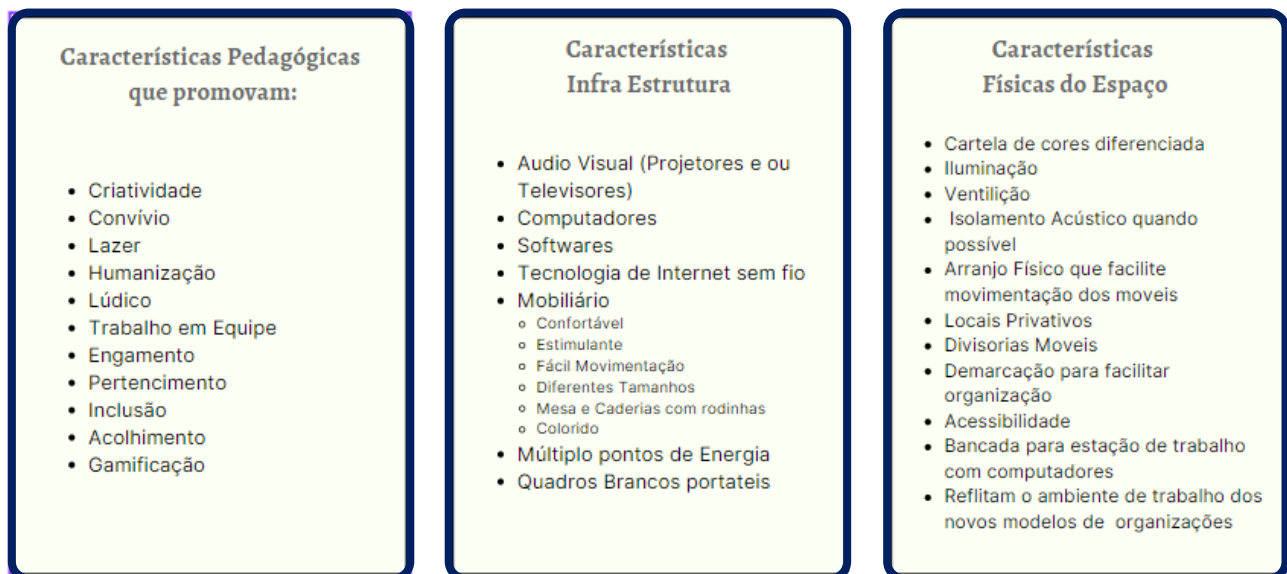 Característícas Pedagógicas
que promovam:
• Criatividade
• Convívio
• Lazer
• Humanização
• Lúdico
• Trabalho em Equipe
• Engamento
• Pertencimento
• Inclusão
• Acolhimento
• Gamificação
Característícas
Infra Estrutura
• Audio Visual (Projetores e ou
Televisores)
• Computadores
• Softwares
• Tecnologia de Internet sem fio
• Mobiliário
◦ Confortável
◦ Estimulante
◦ Fácil Movimentação
◦ Diferentes Tamanhos
◦ Mesa e Caderias com rodinhas
◦ Colorido
• Múltiplo pontos de Energia
• Quadros Brancos portateis
Característícas
Físicas do Espaço
• Cartela de cores diferenciada
• Iluminação
• Ventilição
• Isolamento Acústico quando
possível
• Arranjo Físico que facilite
movimentação dos moveis
• Locais Privativos
• Divisorias Moveis
• Demarcação para facilitar
organização
• Acessibilidade
• Bancada para estação de trabalho
com computadores
• Reflitam o ambiente de trabalho dos
novos modelos de organizações